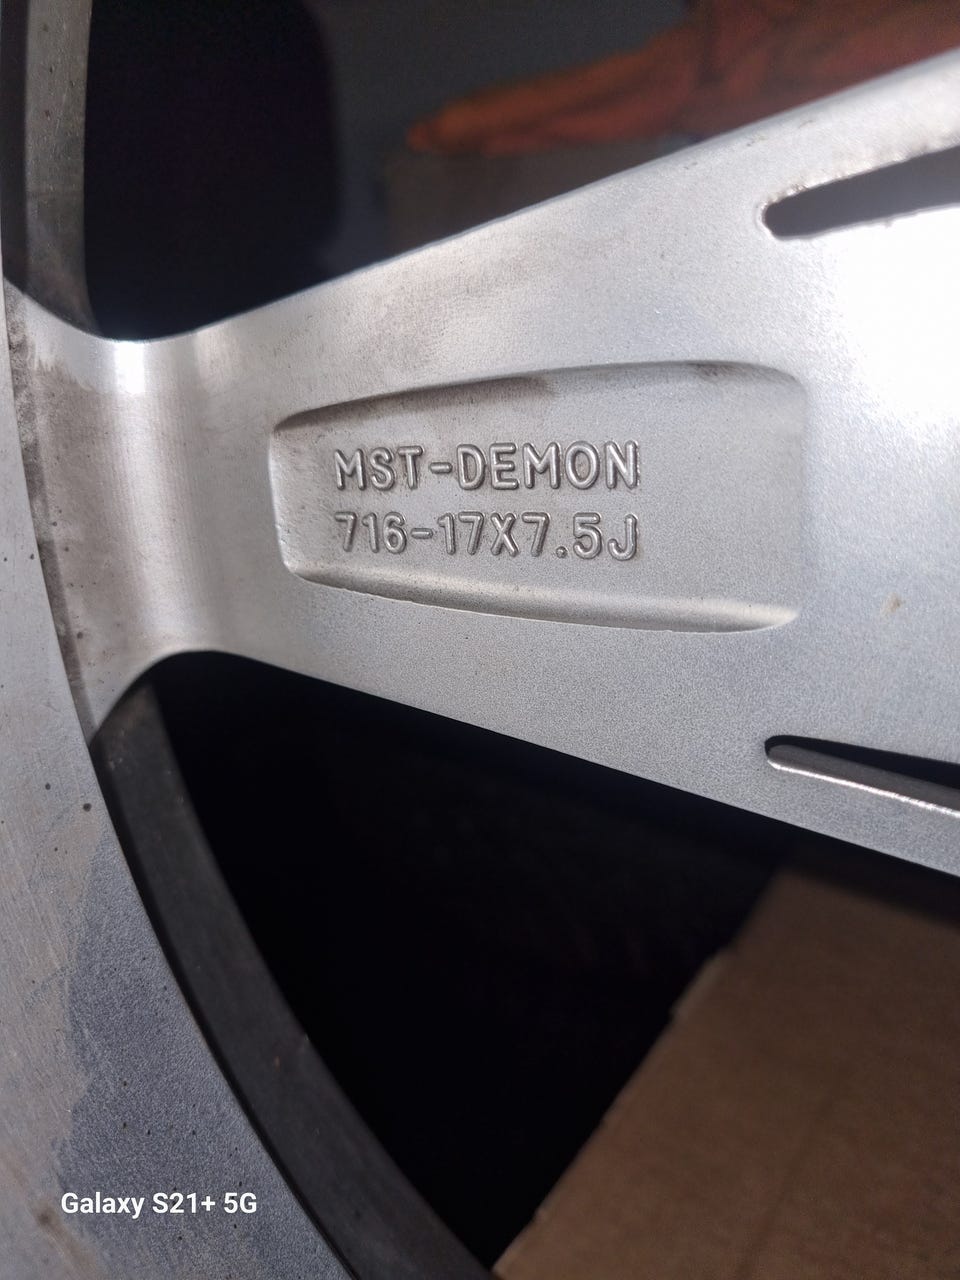 MST-DEMON
716-17X7.5J
Galaxy S21+ 5G